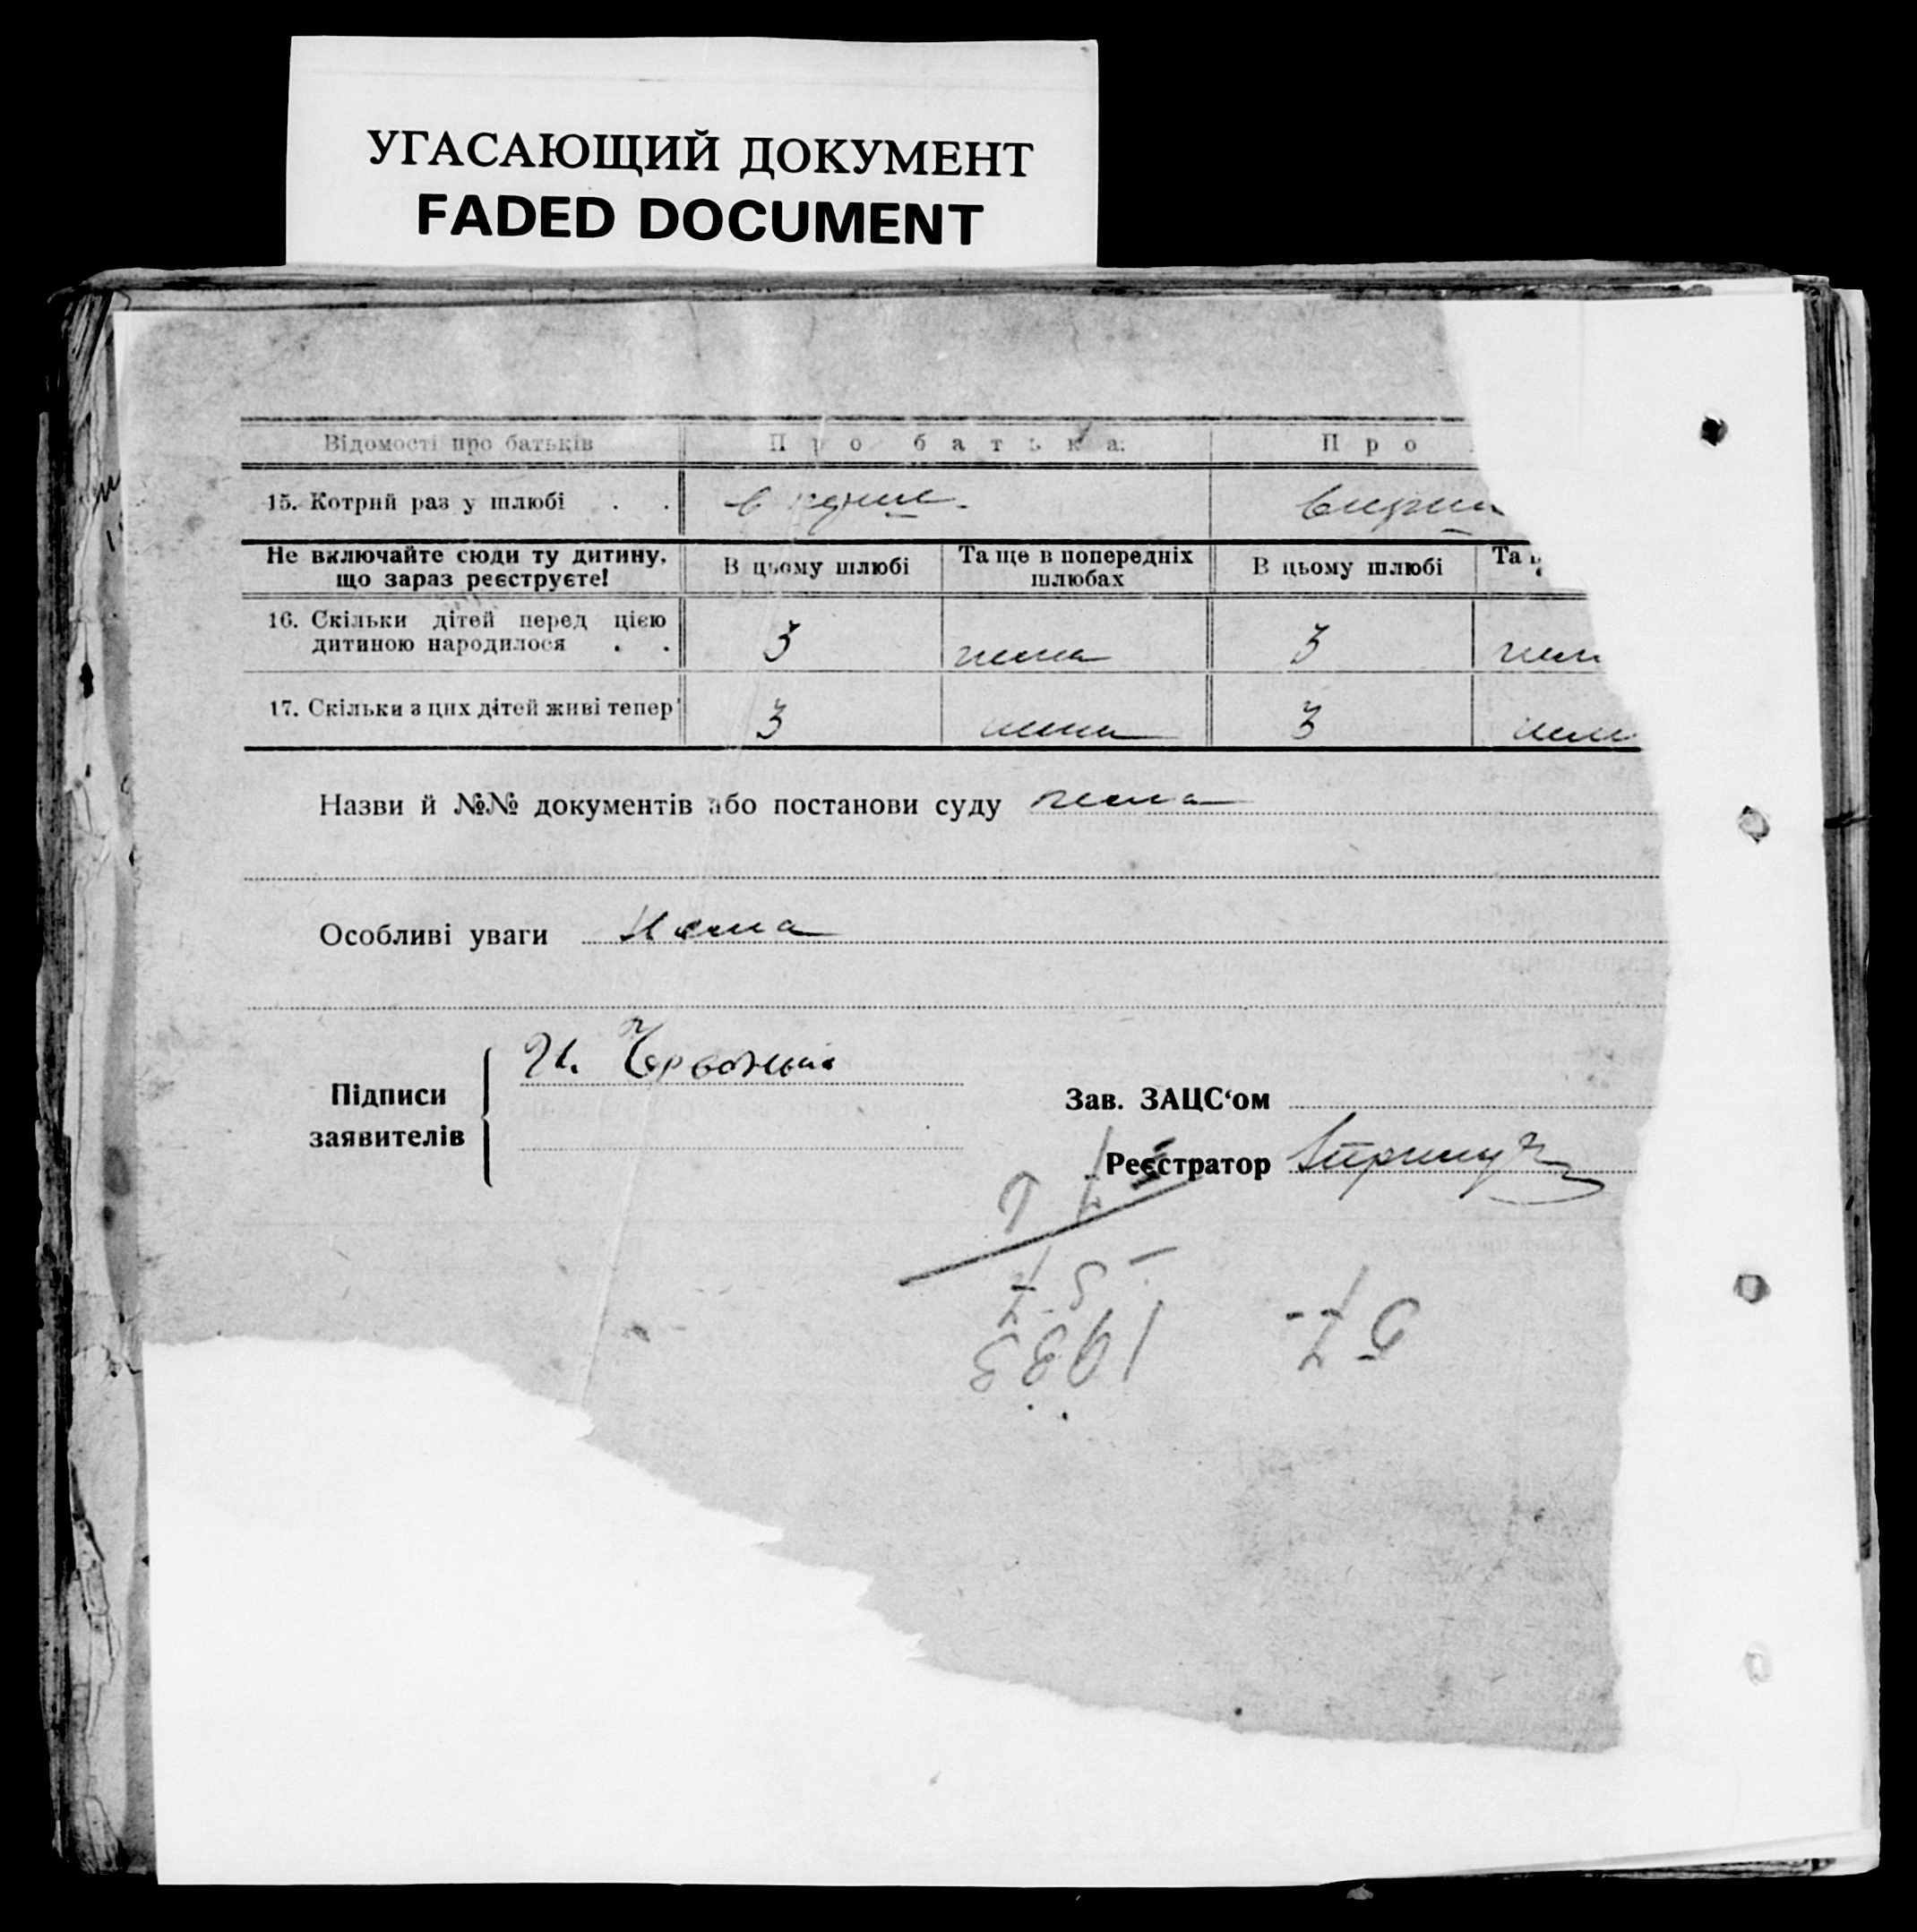 УГАСАЮЩИЙ ДОКУМЕНТ
FADED DOCUMENT
Відомості про батьків Про батька: Про
15. Котрий раз у шлюбі . .
Не включайте сюди ту дитину, що зараз реєструєте! В цьому шлюбі Та ще в попередніх шлюбах В цьому шлюбі Та
16. Скільки дітей перед цією
дитиною народилося . . 3 нема 3
17. Скільки з цих дітей живі тепер 3 нема 3
Назви й №№ документів або постанови суду нема
Особливі уваги Нема
Підписи
заявителів
Зав. ЗАЦС‘ом
Реєстратор
1933